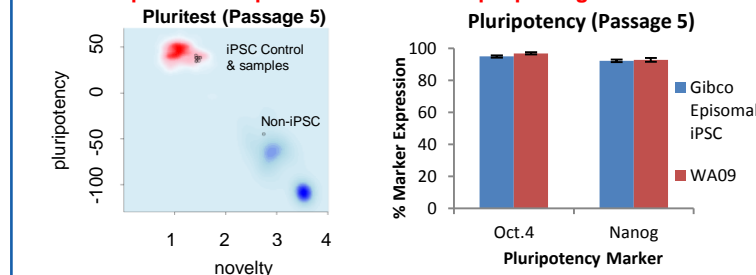 Pluritest (Passage 5)
50
0
-50
-100
pluripotency
iPSC Control
& samples
Non-iPSC
1 2 3 4
novelty
Pluripotency (Passage 5)
100
80
60
40
20
0
% Marker Expression
Oct.4 Nanog
Pluripotency Marker
Gibco
Episomal
iPSC
WA09